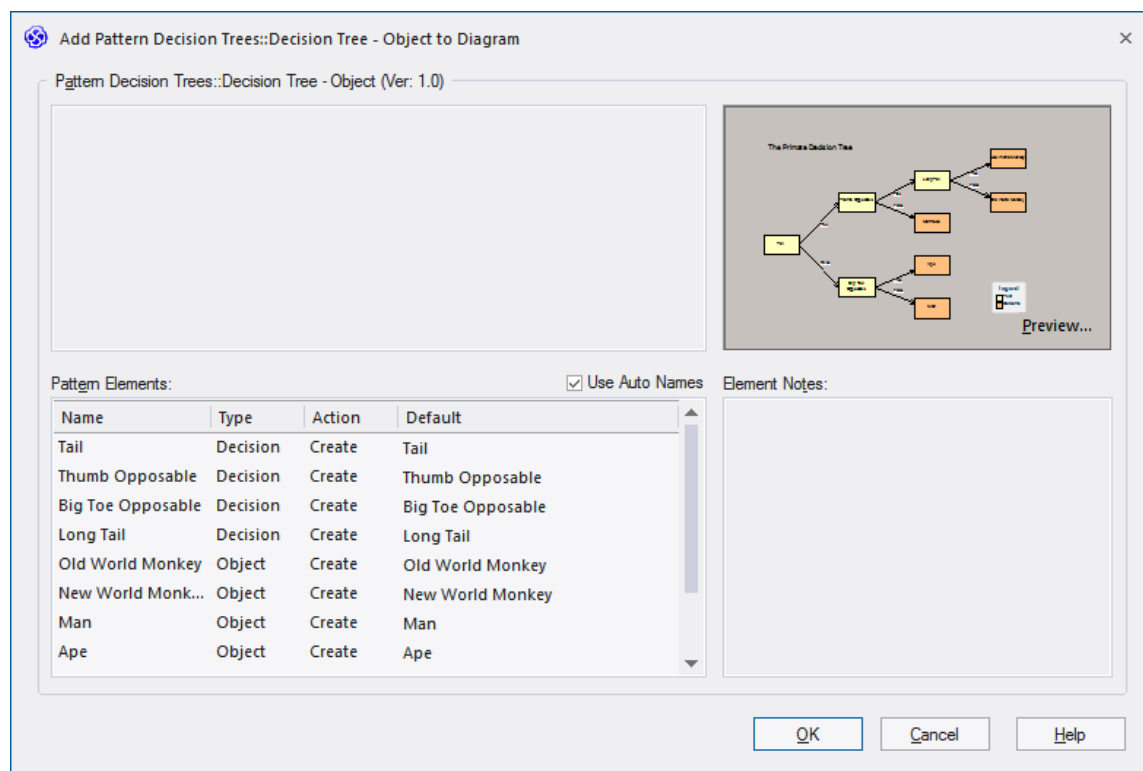 Add Pattern Decision Trees::Decision Tree - Object to Diagram
Pattern Decision Trees::Decision Tree - Object (Ver: 1.0)
The Primate Decision Tree
Preview...
Pattern Elements:
Use Auto Names
Element Notes:
Name Type Action Default
Tail Decision Create Tail
Thumb Opposable Decision Create Thumb Opposable
Big Toe Opposable Decision Create Big Toe Opposable
Long Tail Decision Create Long Tail
Old World Monkey Object Create Old World Monkey
New World Monk... Object Create New World Monkey
Man Object Create Man
Ape Object Create Ape
OK Cancel Help